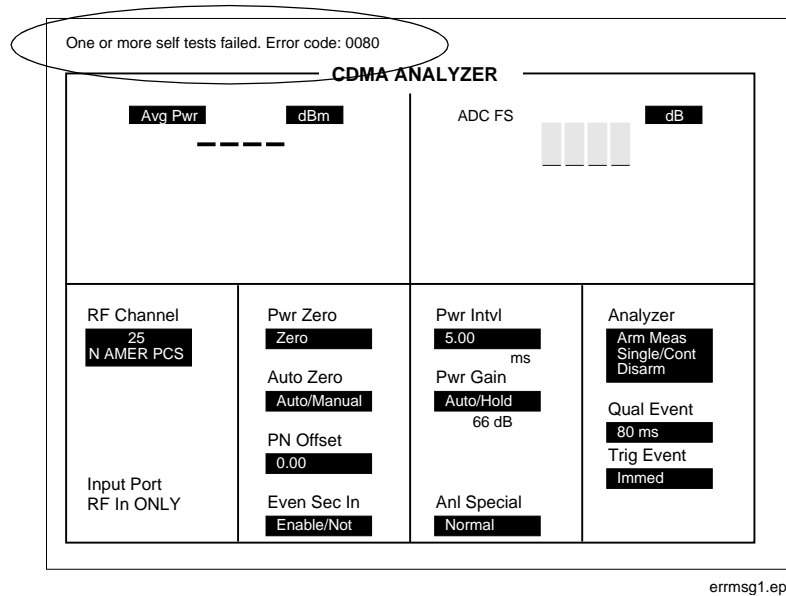 One or more self tests failed. Error code: 0080
CDMA ANALYZER
Avg Pwr
dBm
ADC FS
dB
RF Channel
25
N AMER PCS
Input Port
RF In ONLY
Pwr Zero
Zero
Auto Zero
Auto/Manual
PN Offset
0.00
Even Sec In
Enable/Not
Pwr Intvl
5.00
ms
Pwr Gain
Auto/Hold
66 dB
Anl Special
Normal
Analyzer
Arm Meas
Single/Cont
Disarm
Qual Event
80 ms
Trig Event
Immed
errmsg1.ep